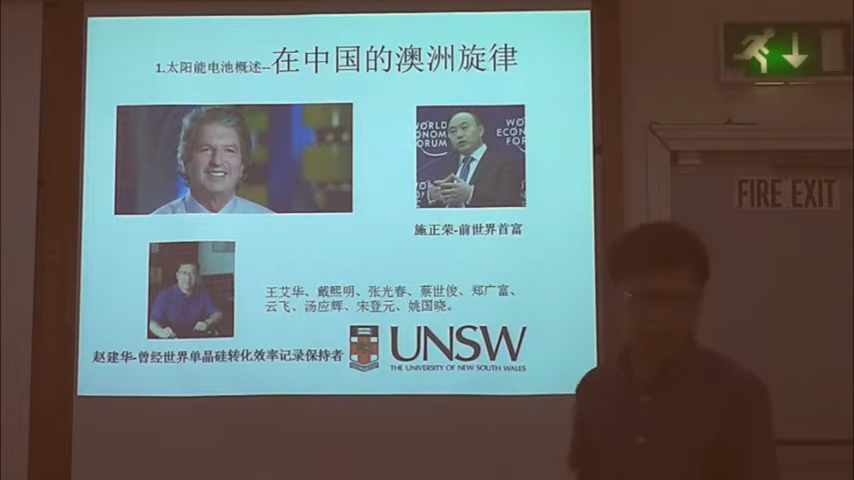 1.太阳能电池概述--在中国的澳洲旋律
WORLD
ECONOMIC
FORUM
施正荣-前世界首富
王艾华、戴熙明、张光春、蔡世俊、郑广富、
云飞、汤应辉、宋登元、姚国晓。
赵建华-曾经世界单晶硅转化效率记录保持者
UNSW
THE UNIVERSITY OF NEW SOUTH WALES
FIRE EXIT